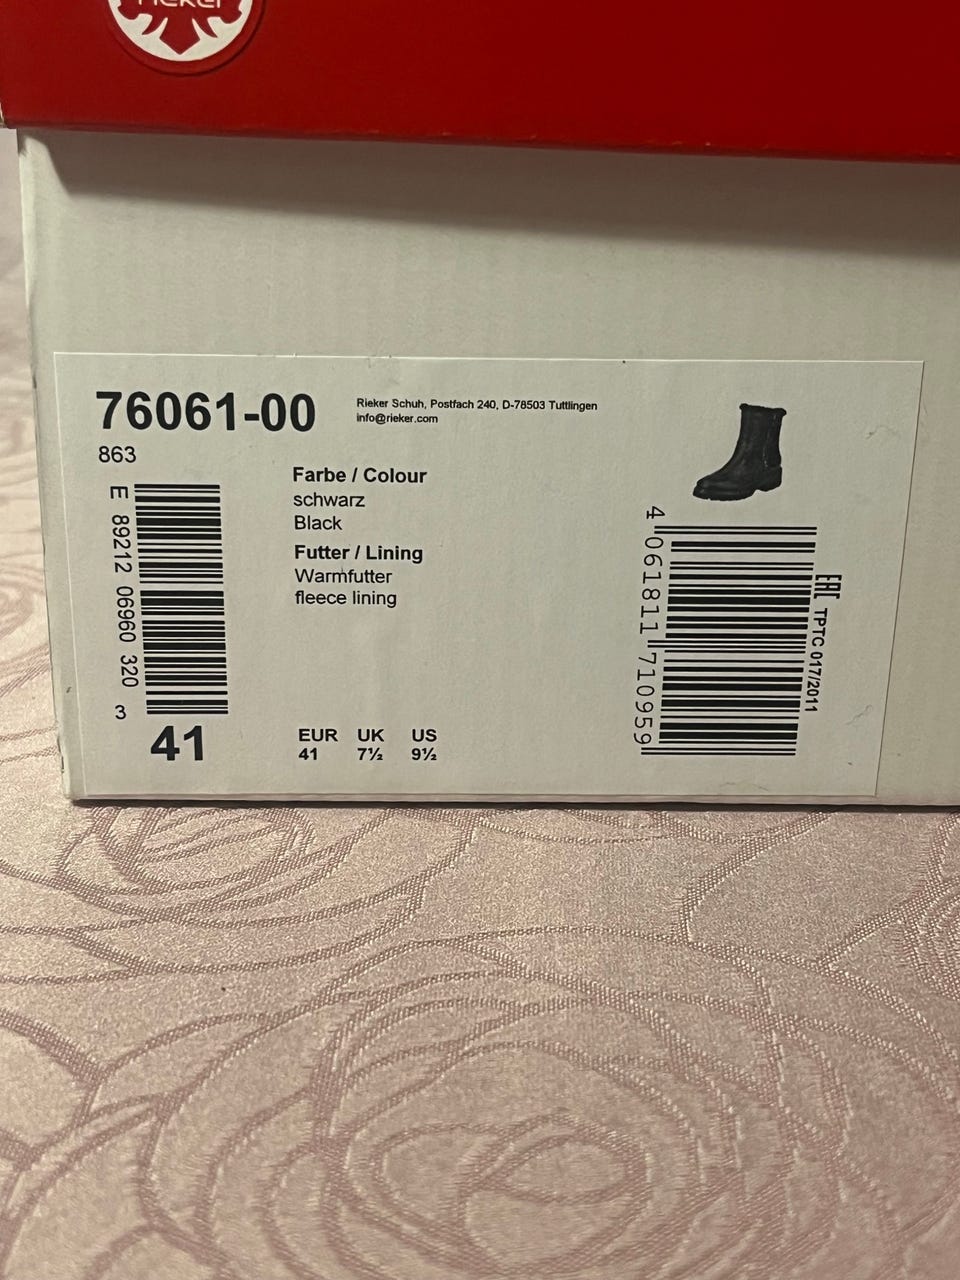 rieker
76061-00
863
Rieker Schuh, Postfach 240, D-78503 Tuttlingen
info@rieker.com
Farbe / Colour
schwarz
Black
Futter / Lining
Warmfutter
fleece lining
E 89212 06960 320 3
41
EUR UK US
41 7½ 9½
4 061811 710959
EAC TPTC 017/2011